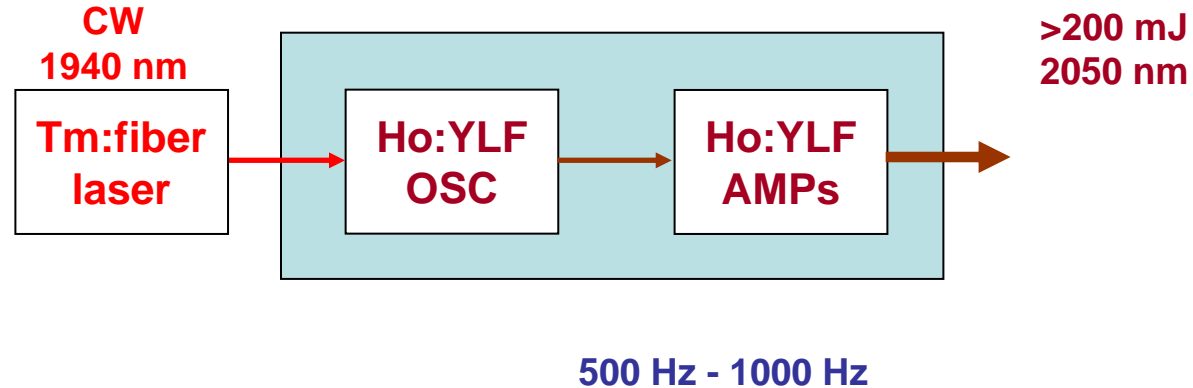 CW
1940 nm
Tm:fiber
laser
Ho:YLF
OSC
Ho:YLF
AMPs
>200 mJ
2050 nm
500 Hz - 1000 Hz